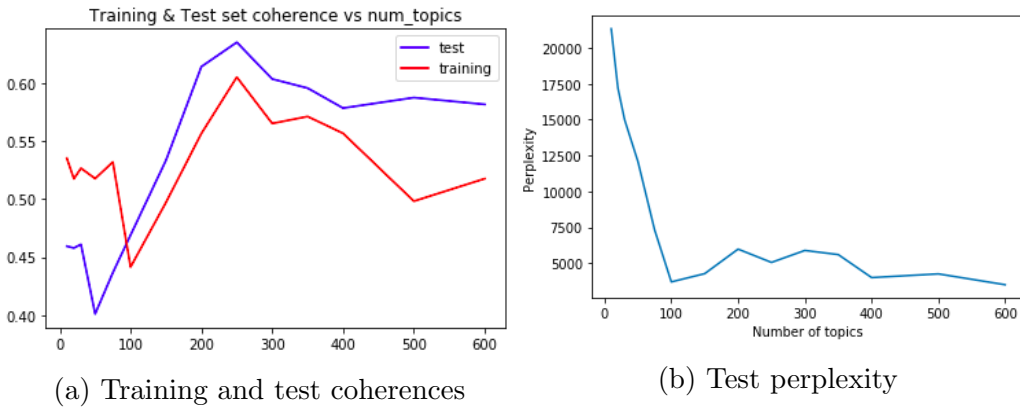 Training & Test set coherence vs num_topics
test
training
0.60
0.55
0.50
0.45
0.40
0 100 200 300 400 500 600
(a) Training and test coherences
20000
17500
15000
12500
10000
7500
5000
Perplexity
0 100 200 300 400 500 600
Number of topics
(b) Test perplexity